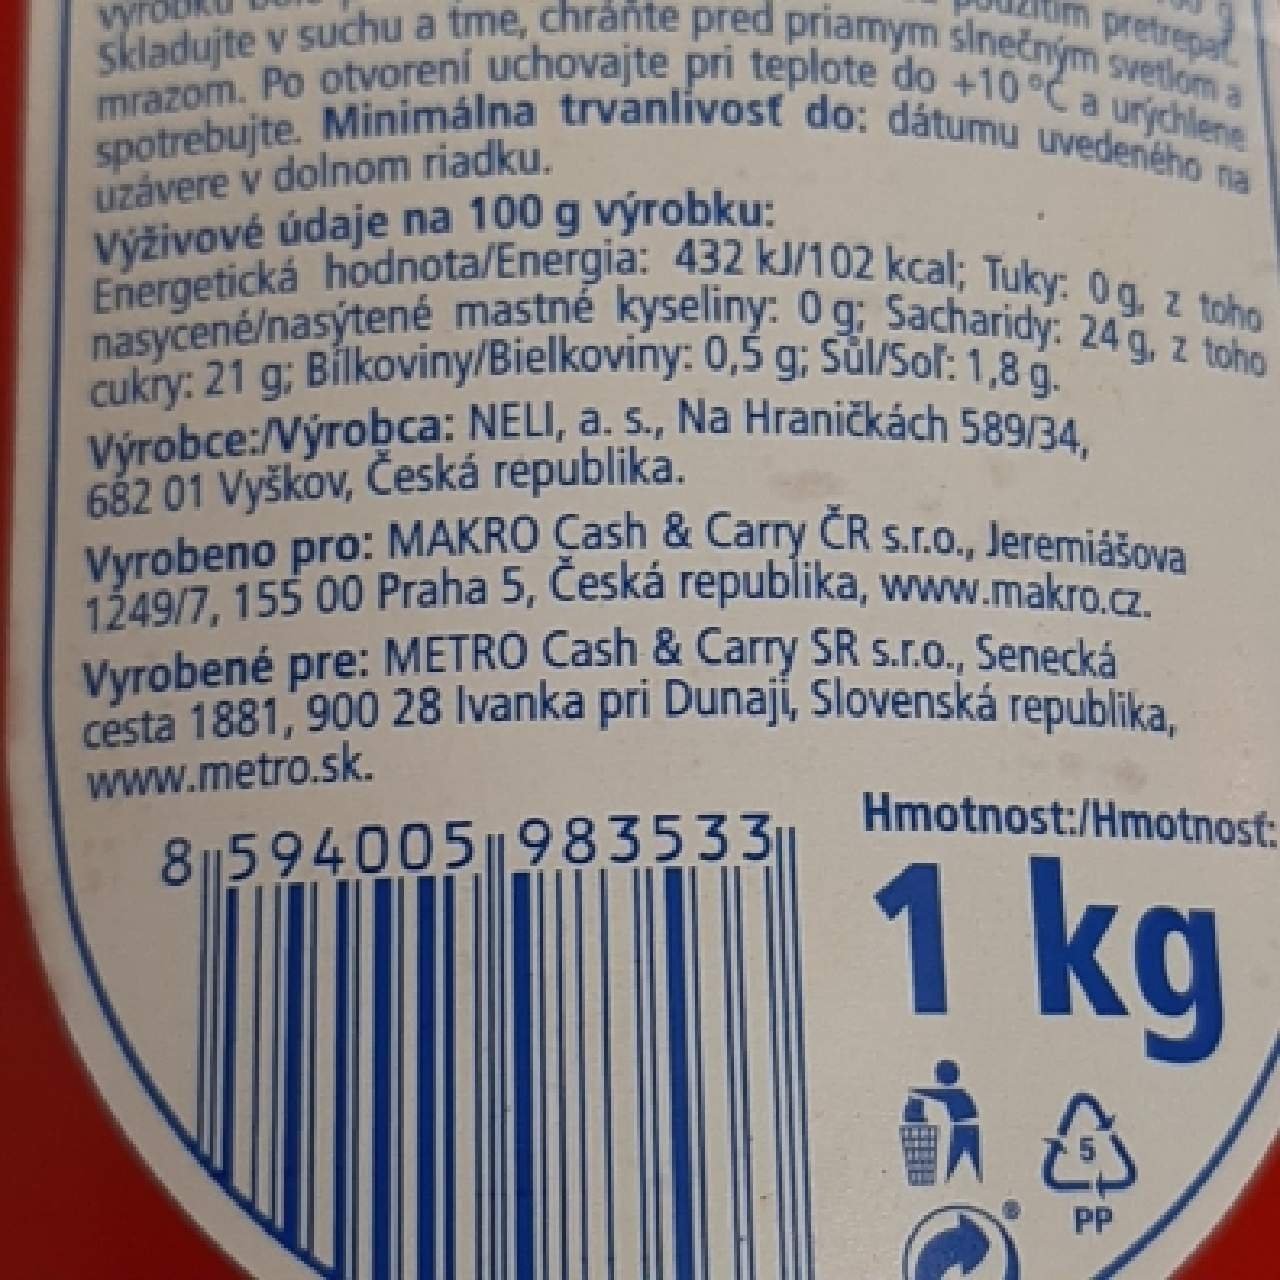 výrobku
použitím pretrepať.
Skladujte v suchu a tme, chráňte pred priamym slnečným svetlom a
mrazom. Po otvorení uchovajte pri teplote do +10 °C a urýchlene
spotrebujte. Minimálna trvanlivosť do: dátumu uvedeného na
uzávere v dolnom riadku.
Výživové údaje na 100 g výrobku:
Energetická hodnota/Energia: 432 kJ/102 kcal; Tuky: 0 g, z toho
nasycené/nasýtené mastné kyseliny: 0 g; Sacharidy: 24 g, z toho
cukry: 21 g; Bílkoviny/Bielkoviny: 0,5 g; Sůl/Soľ: 1,8 g.
Výrobce:/Výrobca: NELI, a. s., Na Hraničkách 589/34,
682 01 Vyškov, Česká republika.
Vyrobeno pro: MAKRO Cash & Carry ČR s.r.o., Jeremiášova
1249/7, 155 00 Praha 5, Česká republika, www.makro.cz.
Vyrobené pre: METRO Cash & Carry SR s.r.o., Senecká
cesta 1881, 900 28 Ivanka pri Dunaji, Slovenská republika,
www.metro.sk.
8 594005 983533
Hmotnost:/Hmotnosť:
1 kg
5
PP
®